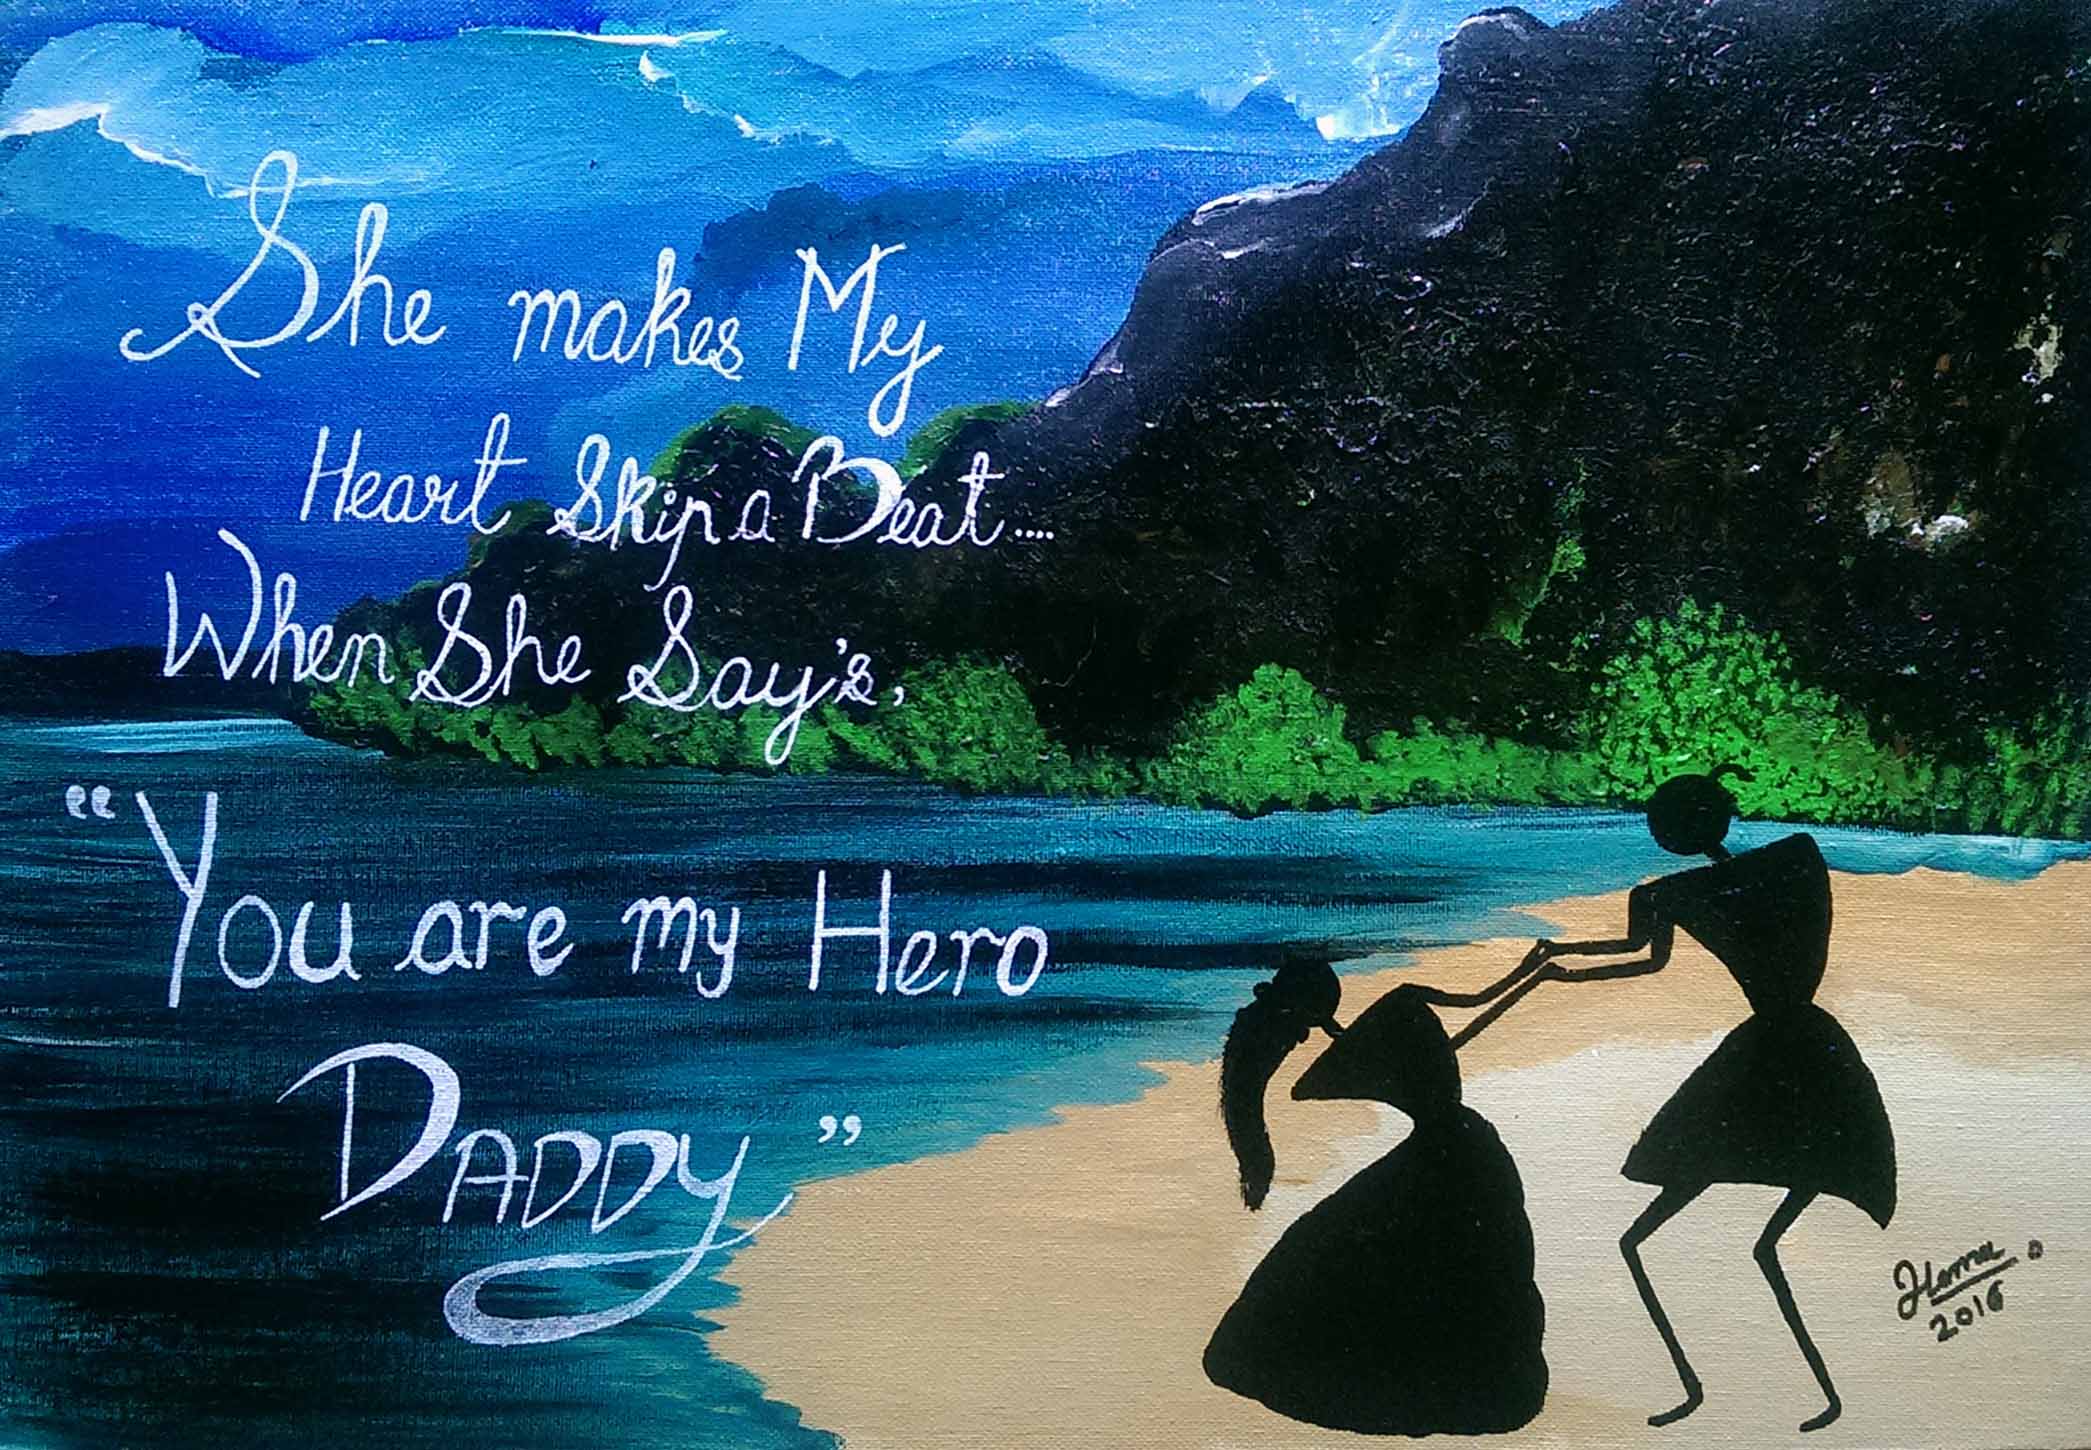 She makes My
Heart Skip a Beat....
When She Say's,
"You are my Hero
DADDY"
Hema
2016